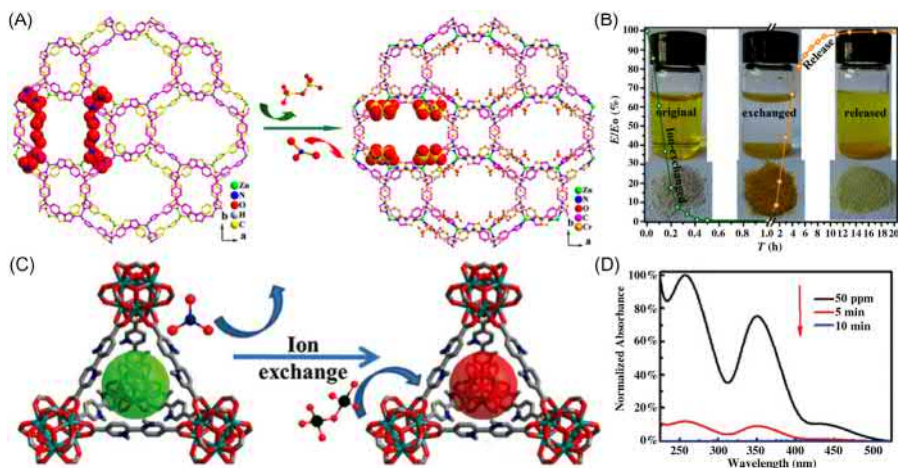 (A)
Zn
N
O
H
C
b
a
Zn
N
O
C
Cr
b
a
(B)
100
90
80
70
60
50
40
30
20
10
0
E/E0 (%)
original
exchanged
released
Ion-exchanged
Release
0.0 0.2 0.4 0.6 0.8 1.0 2 4 6 8 10 12 14 16 18 20
T (h)
(C)
Ion
exchange
(D)
100%
80%
60%
40%
20%
0%
Normalized Absorbance
50 ppm
5 min
10 min
250 300 350 400 450 500
Wavelength (nm)